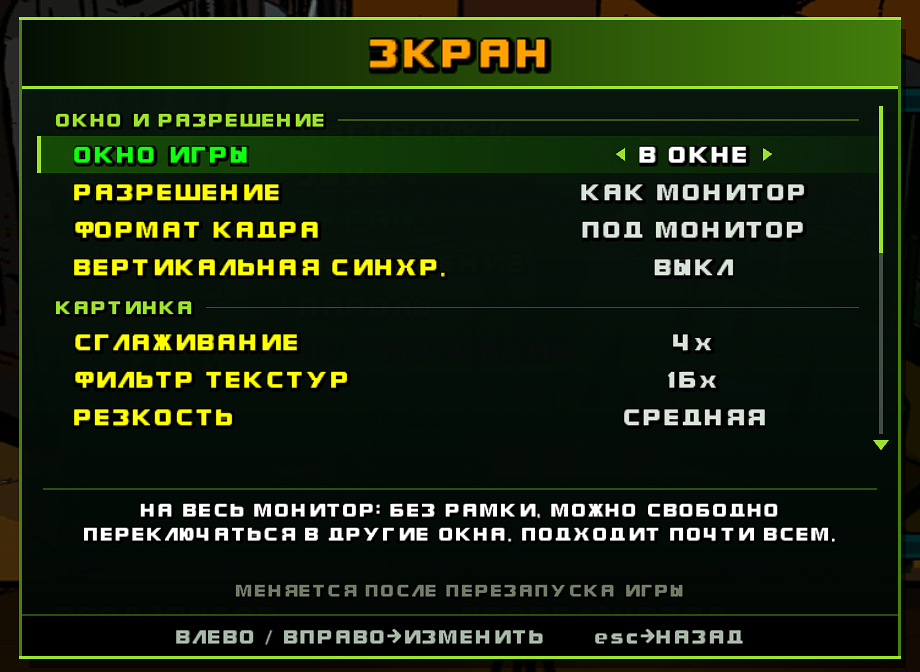 ЭКРАН
ОКНО И РАЗРЕШЕНИЕ
ОКНО ИГРЫ В ОКНЕ
РАЗРЕШЕНИЕ КАК МОНИТОР
ФОРМАТ КАДРА ПОД МОНИТОР
ВЕРТИКАЛЬНАЯ СИНХР. ВЫКЛ
КАРТИНКА
СГЛАЖИВАНИЕ 4x
ФИЛЬТР ТЕКСТУР 16x
РЕЗКОСТЬ СРЕДНЯЯ
НА ВЕСЬ МОНИТОР: БЕЗ РАМКИ, МОЖНО СВОБОДНО
ПЕРЕКЛЮЧАТЬСЯ В ДРУГИЕ ОКНА. ПОДХОДИТ ПОЧТИ ВСЕМ.
МЕНЯЕТСЯ ПОСЛЕ ПЕРЕЗАПУСКА ИГРЫ
ВЛЕВО / ВПРАВО→ИЗМЕНИТЬ esc→НАЗАД